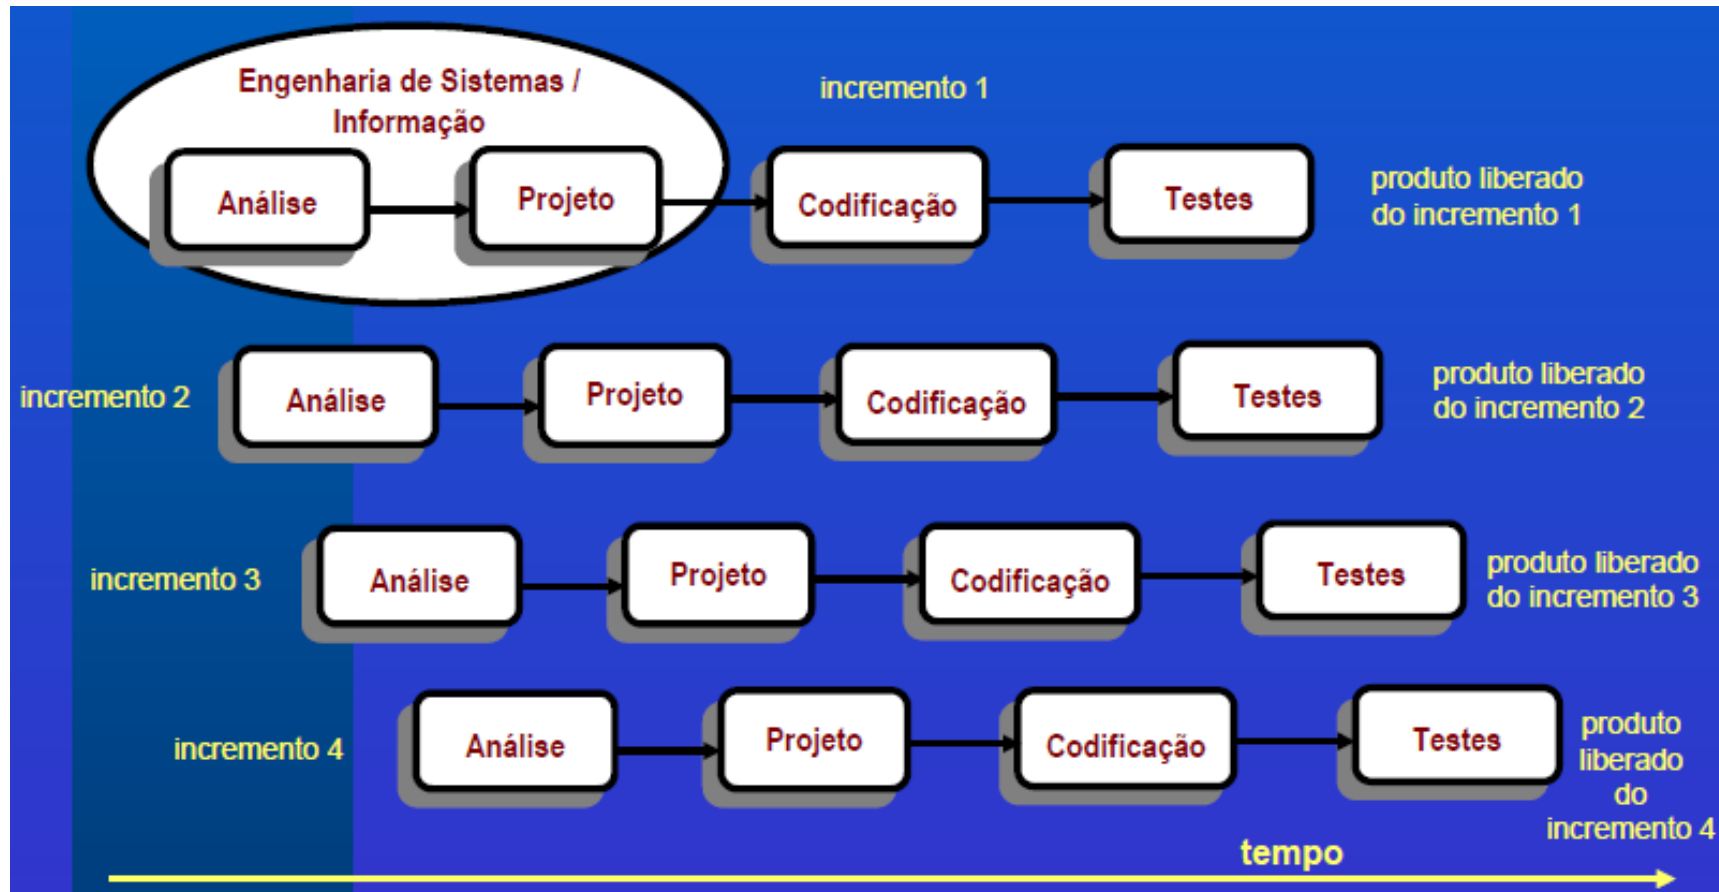 Engenharia de Sistemas /
Informação
incremento 1
Análise
Projeto
Codificação
Testes
produto liberado
do incremento 1
incremento 2
Análise
Projeto
Codificação
Testes
produto liberado
do incremento 2
incremento 3
Análise
Projeto
Codificação
Testes
produto liberado
do incremento 3
incremento 4
Análise
Projeto
Codificação
Testes
produto
liberado
do
incremento 4
tempo